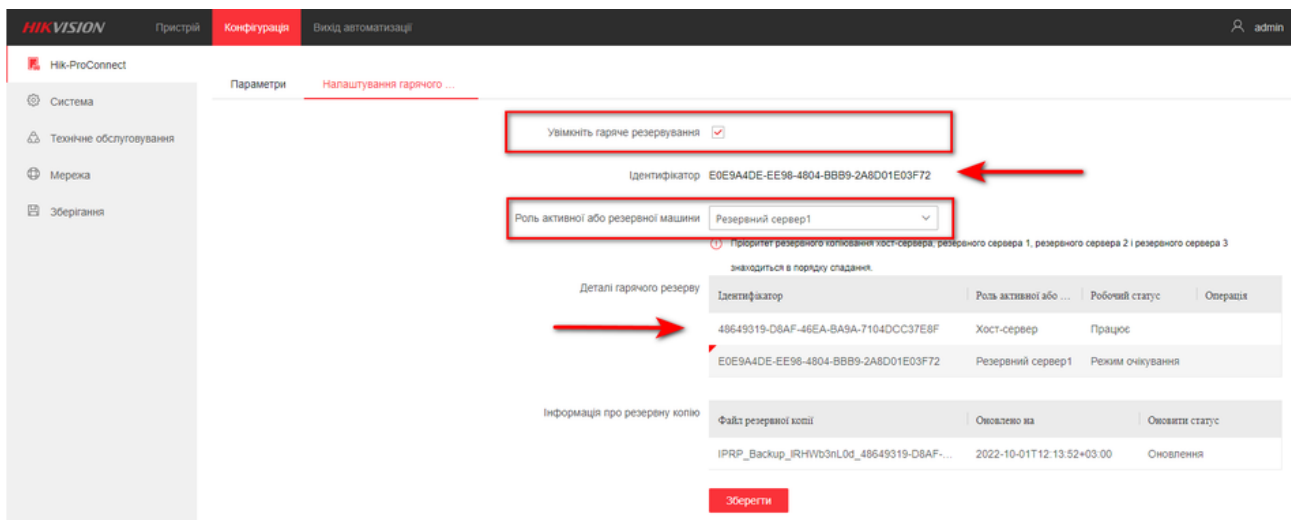 HIKVISION Пристрій Конфігурація Вихід автоматизації admin
Hik-ProConnect
Система
Технічне обслуговування
Мережа
Зберігання
Параметри Налаштування гарячого ...
Увімкніть гаряче резервування
Ідентифікатор E0E9A4DE-EE98-4804-BBB9-2A8D01E03F72
Роль активної або резервної машини Резервний сервер1
Пріоритет резервного копіювання хост-сервера, резервного сервера 1, резервного сервера 2 і резервного сервера 3
знаходиться в порядку спадання.
Деталі гарячого резерву
Ідентифікатор Роль активної або ... Робочий статус Операція
48649319-D8AF-46EA-BA9A-7104DCC37E8F Хост-сервер Працює
E0E9A4DE-EE98-4804-BBB9-2A8D01E03F72 Резервний сервер1 Режим очікування
Інформація про резервну копію
Файл резервної копії Оновлено на Оновити статус
IPRP_Backup_IRHWb3nL0d_48649319-D8AF-... 2022-10-01T12:13:52+03:00 Оновлення
Зберегти